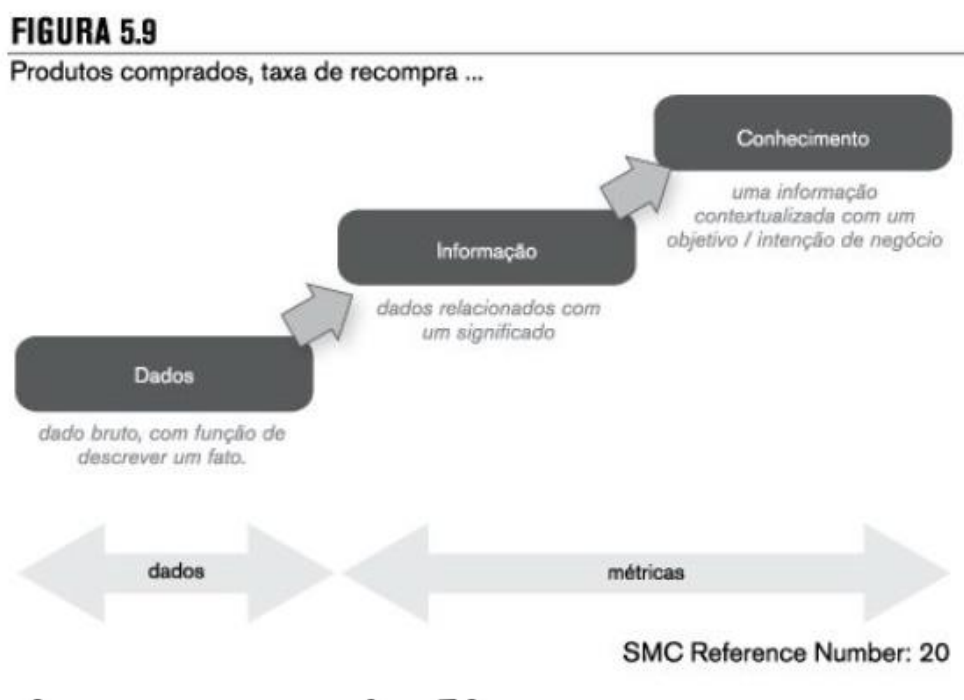 FIGURA 5.9
Produtos comprados, taxa de recompra ...
Conhecimento
uma informação
contextualizada com um
objetivo / intenção de negócio
Informação
dados relacionados com
um significado
Dados
dado bruto, com função de
descrever um fato.
dados
métricas
SMC Reference Number: 20